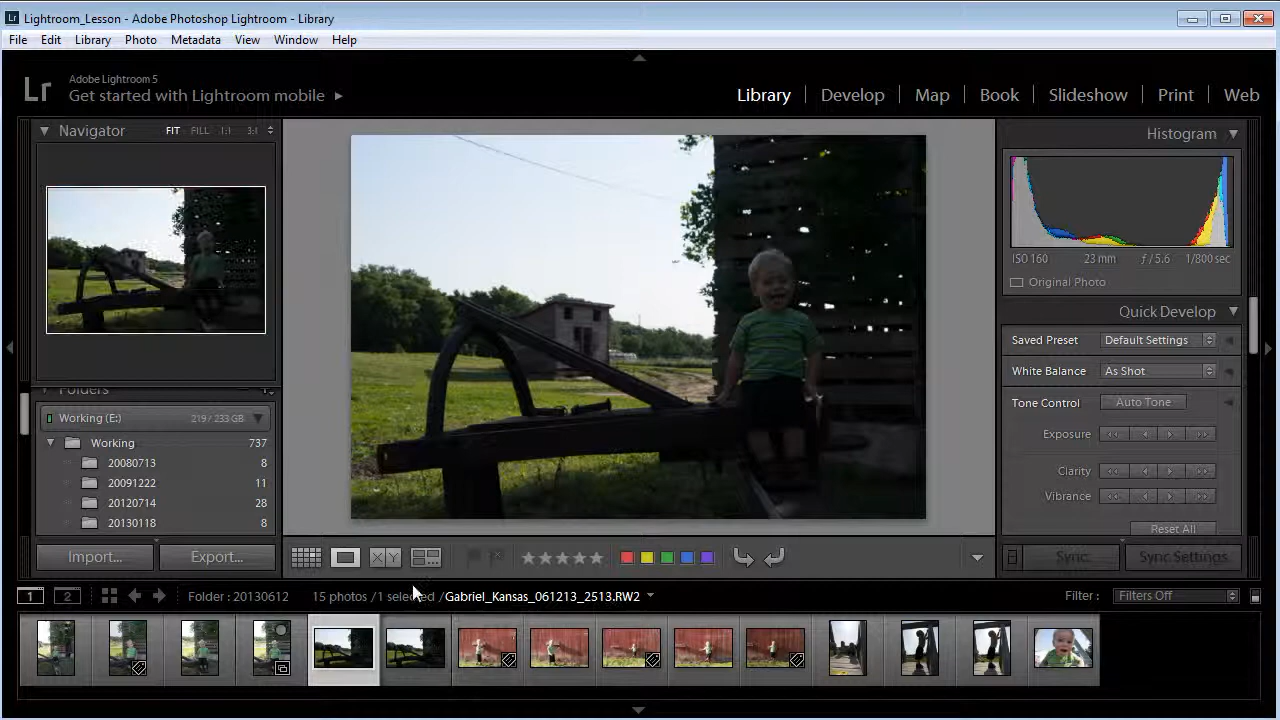 Lightroom_Lesson - Adobe Photoshop Lightroom - Library
File Edit Library Photo Metadata View Window Help
Lr
Adobe Lightroom 5
Get started with Lightroom mobile
Library | Develop | Map | Book | Slideshow | Print | Web
Navigator FIT FILL 1:1 3:1
Folders
Working (E:) 219 / 233 GB
Working 737
20080713 8
20091222 11
20120714 28
20130118 8
Import... Export...
Histogram
ISO 160 23 mm ƒ / 5.6 1/800 sec
Original Photo
Quick Develop
Saved Preset Default Settings
White Balance As Shot
Tone Control Auto Tone
Exposure
Clarity
Vibrance
Reset All
Sync Sync Settings
X Y
1 2 Folder : 20130612 15 photos / 1 selected / Gabriel_Kansas_061213_2513.RW2 Filter : Filters Off